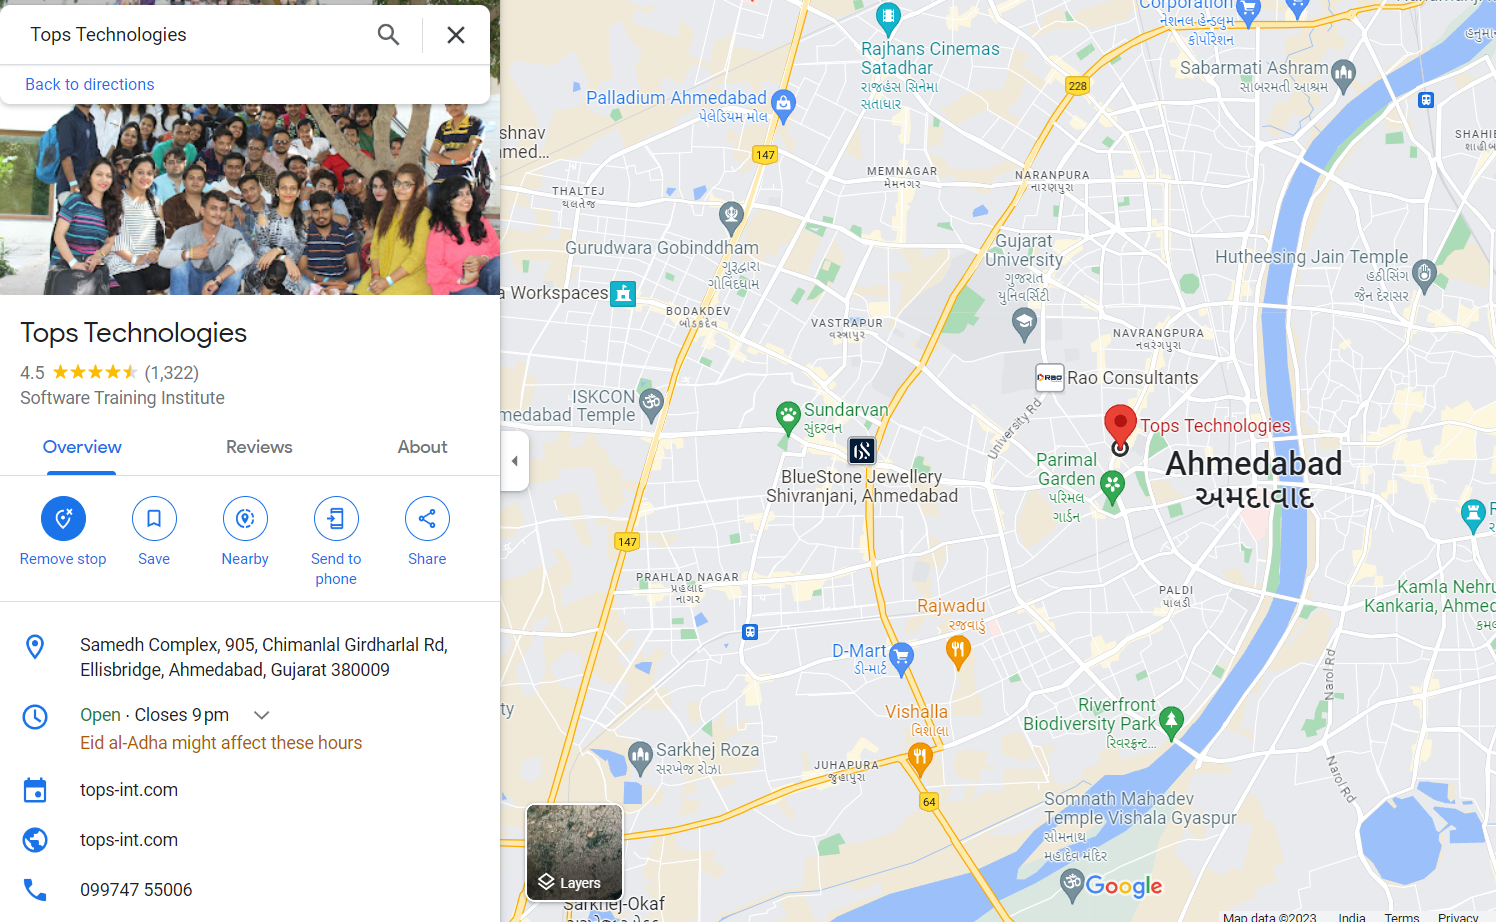 Tops Technologies
Back to directions
Tops Technologies
4.5 (1,322)
Software Training Institute
Overview
Reviews
About
Remove stop
Save
Nearby
Send to
phone
Share
Samedh Complex, 905, Chimanlal Girdharlal Rd,
Ellisbridge, Ahmedabad, Gujarat 380009
Open · Closes 9 pm
Eid al-Adha might affect these hours
tops-int.com
tops-int.com
099747 55006
Corporation
નેશનલ હેન્ડલુમ
કોર્પોરેશન
Rajhans Cinemas
Satadhar
રાજહંસ સિનેમા
સતાધાર
Sabarmati Ashram
સાબરમતી આશ્રમ
228
Palladium Ahmedabad
પેલેડિયમ મોલ
shnav
med...
147
SHAHIB
શાહીબ
MEMNAGAR
મેમનગર
NARANPURA
નારણપુરા
THALTEJ
થલતેજ
Gurudwara Gobinddham
ગુરુદ્વારા
ગોવિંદધામ
Gujarat
University
ગુજરાત
યુનિવર્સિટી
Hutheesing Jain Temple
હઠીસિંગ
જૈન દેરાસર
a Workspaces
BODAKDEV
બોડકદેવ
VASTRAPUR
વસ્ત્રાપુર
NAVRANGPURA
નવરંગપુરા
RAO
Rao Consultants
ISKCON
medabad Temple
Sundarvan
સુંદરવન
University Rd
Tops Technologies
Parimal
Garden
પરિમલ
ગાર્ડન
Ahmedabad
અમદાવાદ
BlueStone Jewellery
Shivranjani, Ahmedabad
147
PRAHLAD NAGAR
પ્રહલાદ
નાગર
PALDI
પાલડી
Kamla Nehru
Kankaria, Ahmed
કમલ
Rajwadu
રજવાડું
D-Mart
ડી-માર્ટ
Narol Rd
ty
Vishalla
વિશાલા
Riverfront
Biodiversity Park
રિવરફ્રન્ટ...
Sarkhej Roza
સરખેજ રોઝા
JUHAPURA
જુહાપુરા
Narol Rd
64
Somnath Mahadev
Temple Vishala Gyaspur
સોમનાથ
મહાદેવ મંદિર
Layers
Sarkhej-Okaf
Google
Map data ©2023
India
Terms
Privacy